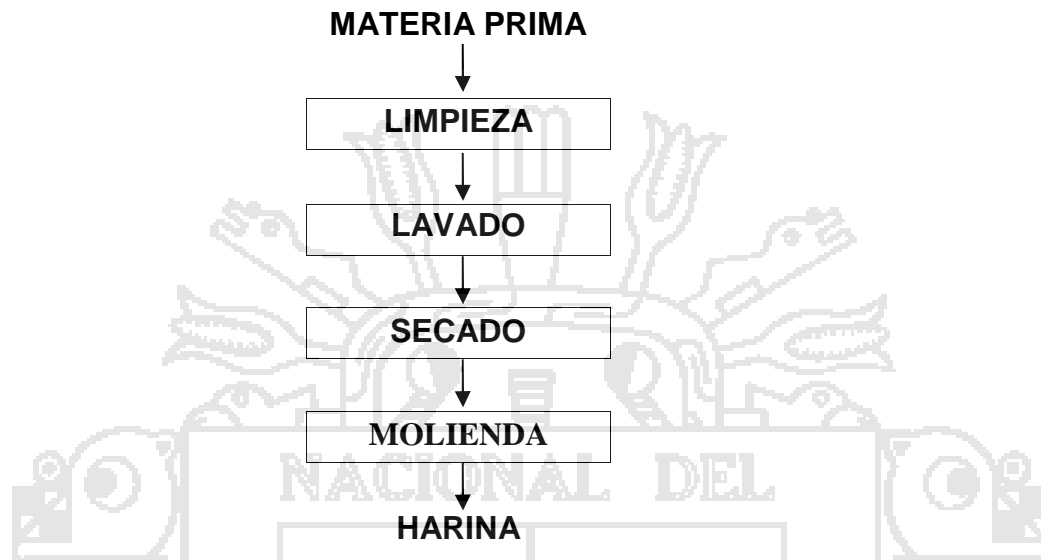 MATERIA PRIMA
LIMPIEZA
LAVADO
SECADO
MOLIENDA
NACIONAL DEL
HARINA